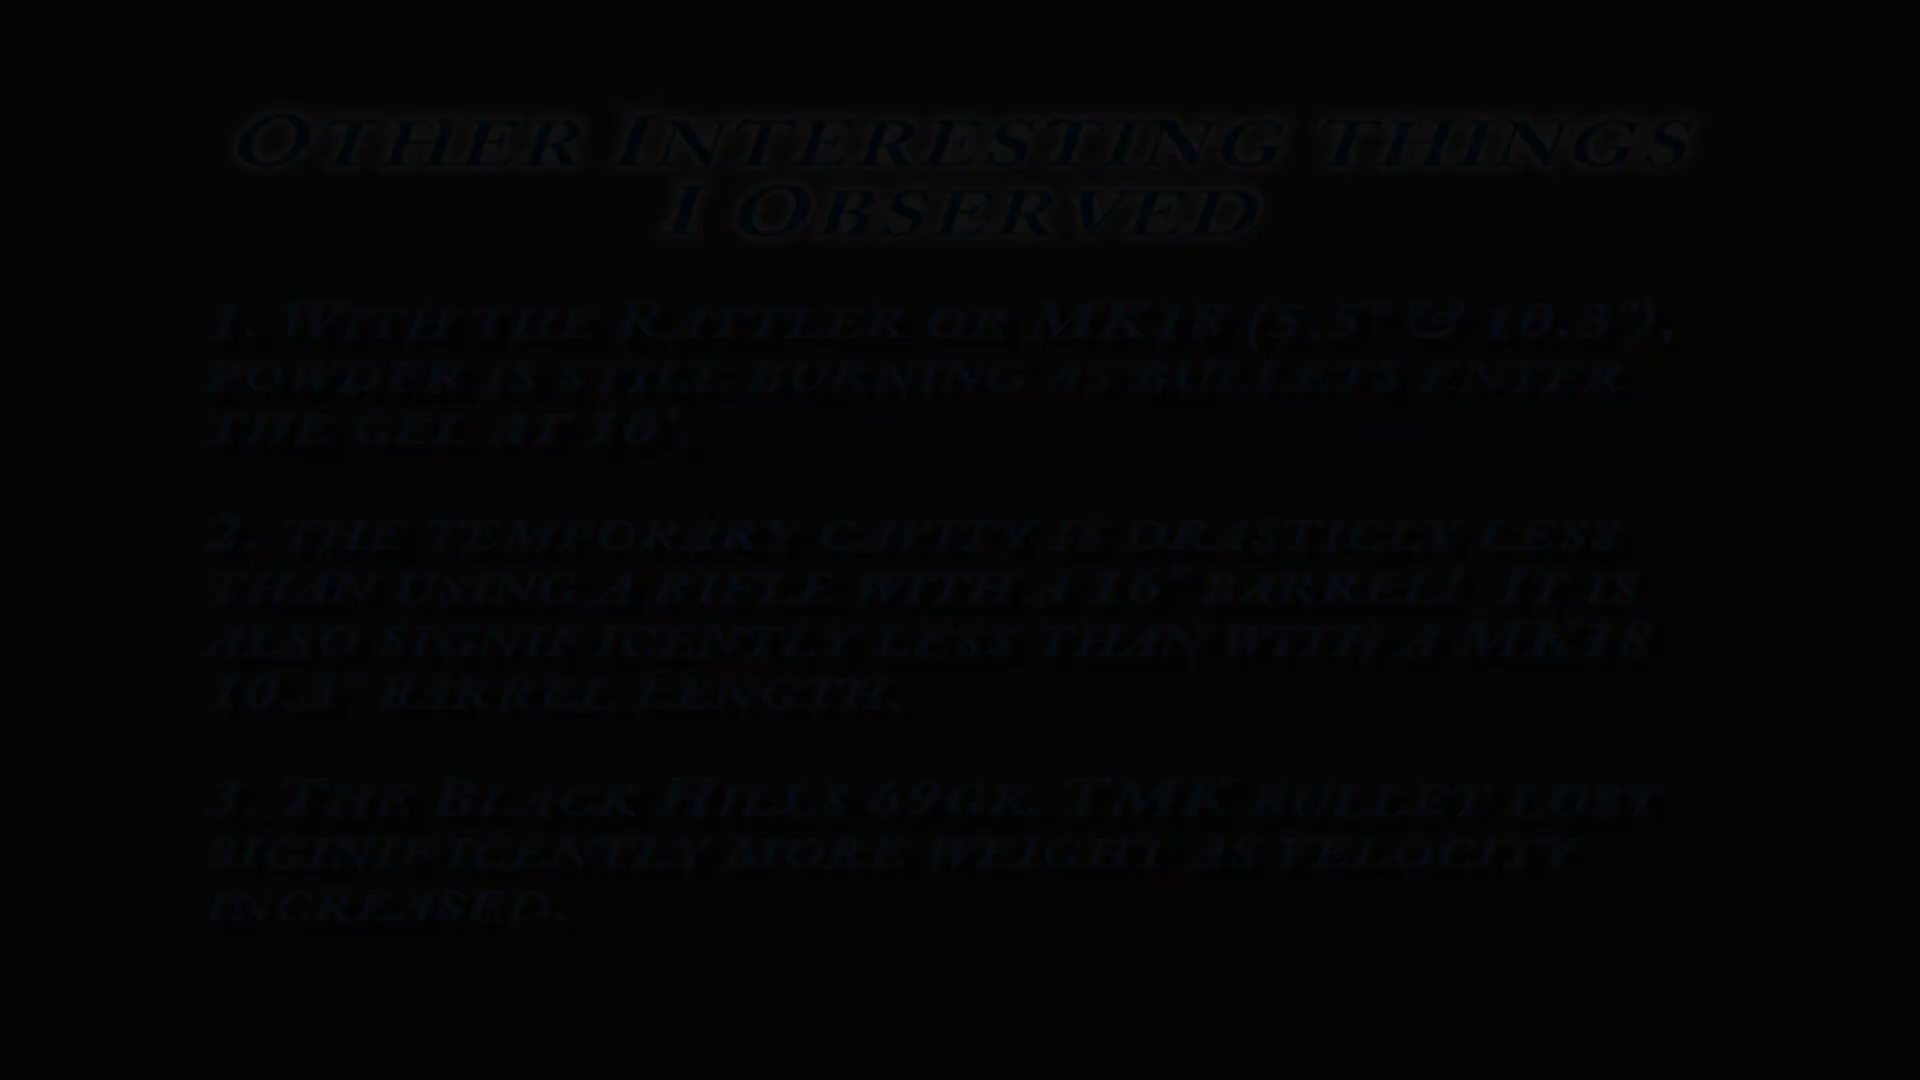 Other Interesting things
I Observed
1. With the Rattler or MK18 (5.5" & 10.3"),
powder is still burning as bullets enter
the gel at 10'.
2. the temporary cavity is drasticly less
than using a rifle with a 16" barrel! It is
also significently less than with a MK18
10.3" barrel length.
3. The Black Hills 69gr TMK bullet lost
siginificently more weight as velocity
increased.